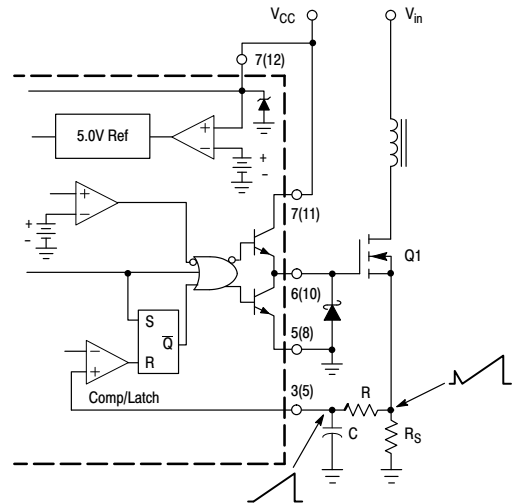 VCC
Vin
7(12)
5.0V Ref
+
−
+
-
7(11)
+
−
+
-
Q1
6(10)
S
Q̅
R
5(8)
−
+
Comp/Latch
3(5)
R
C
RS